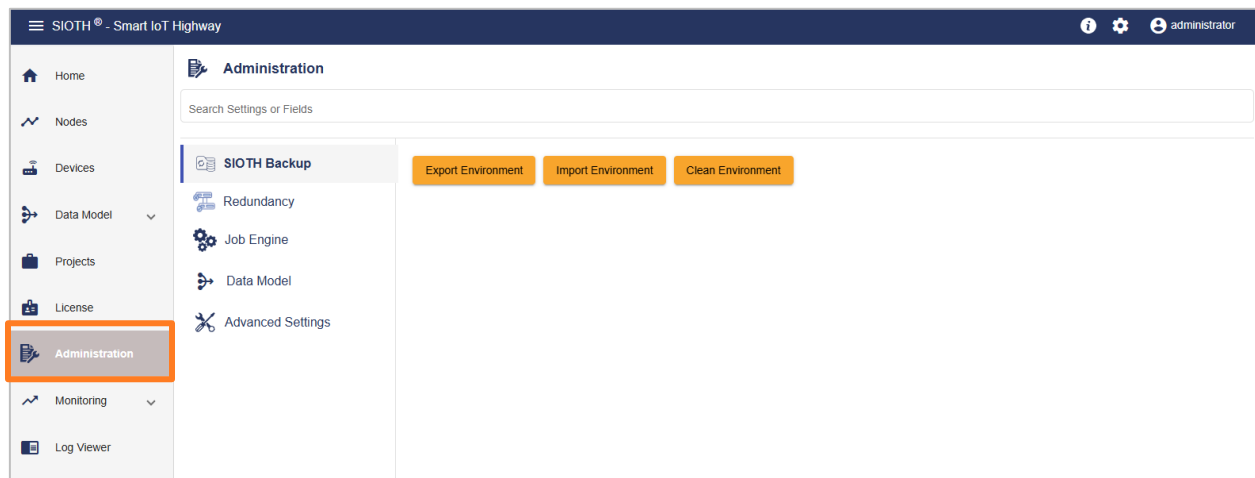 SIOTH ® - Smart IoT Highway
administrator
Home
Nodes
Devices
Data Model
Projects
License
Administration
Monitoring
Log Viewer
Administration
Search Settings or Fields
SIOTH Backup
Redundancy
Job Engine
Data Model
Advanced Settings
Export Environment
Import Environment
Clean Environment